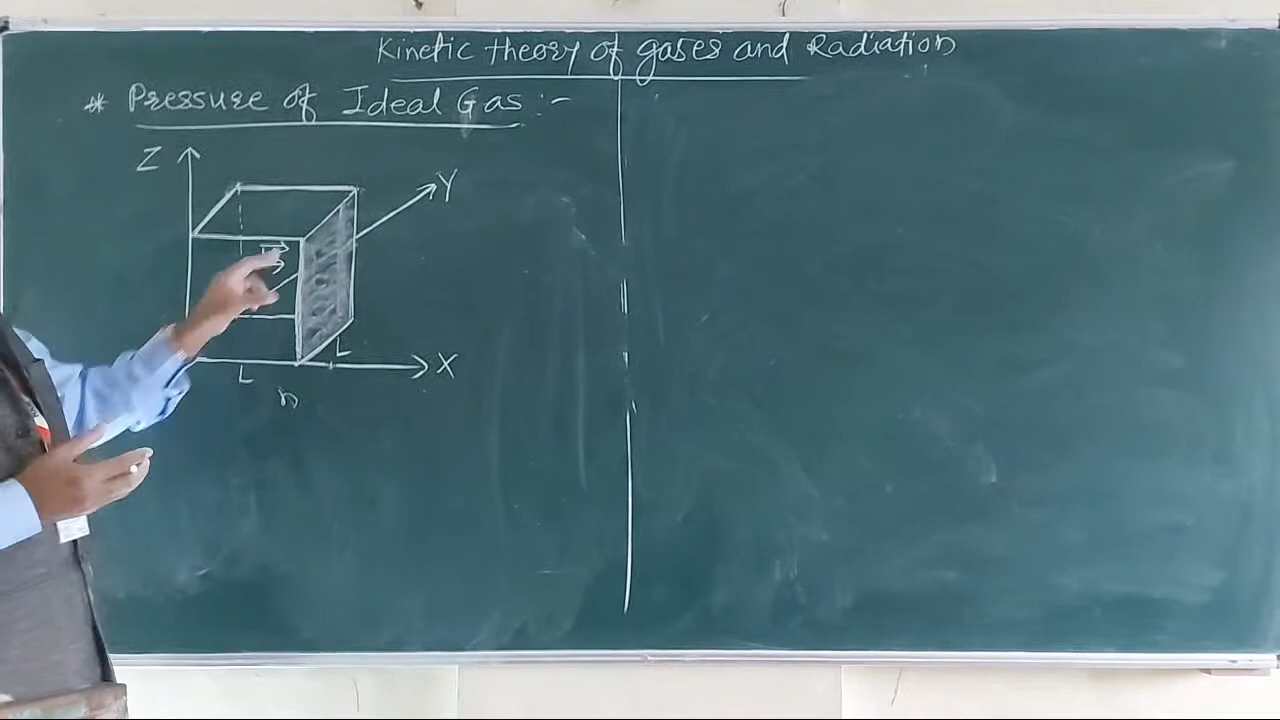 Kinetic theory of gases and Radiation
* Pressure of Ideal Gas :-
Z
Y
L
X
L
n